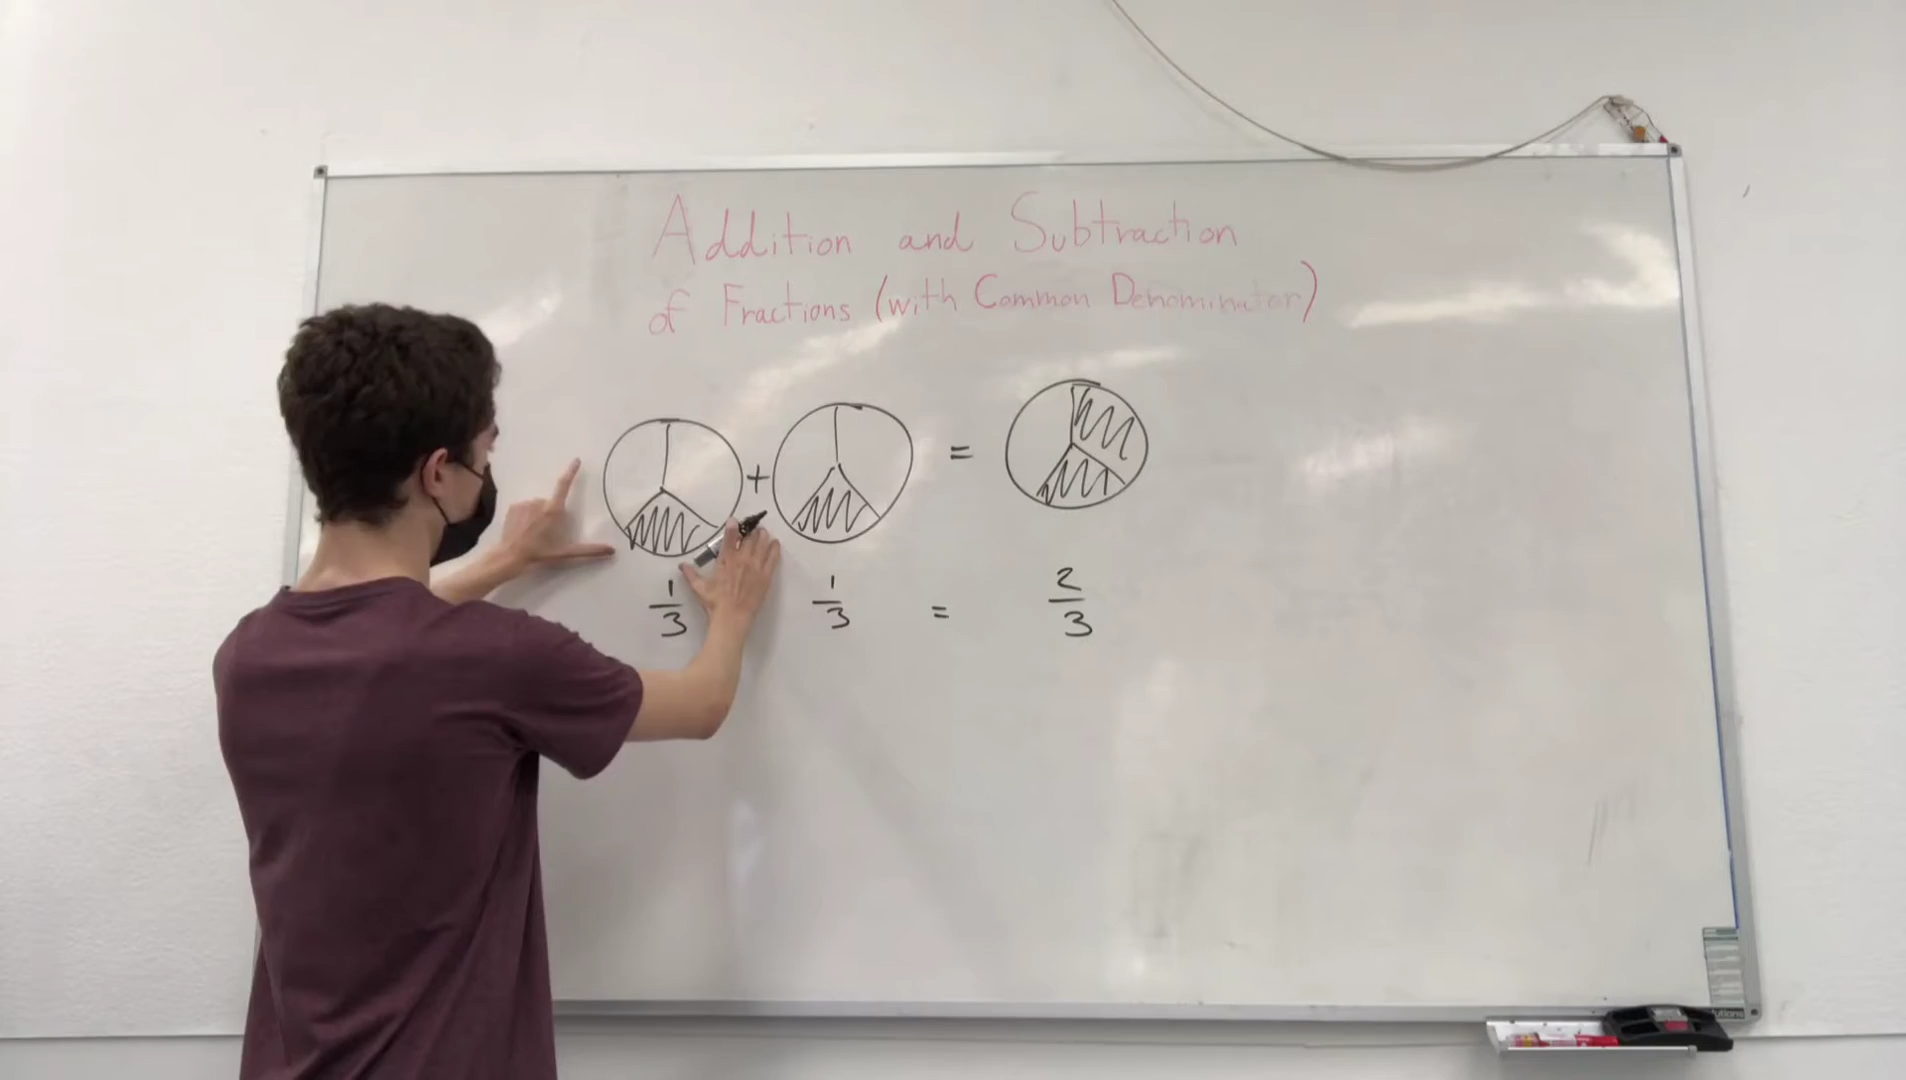 Addition and Subtraction
of Fractions (with Common Denominator)
+ =
1/3 1/3 = 2/3